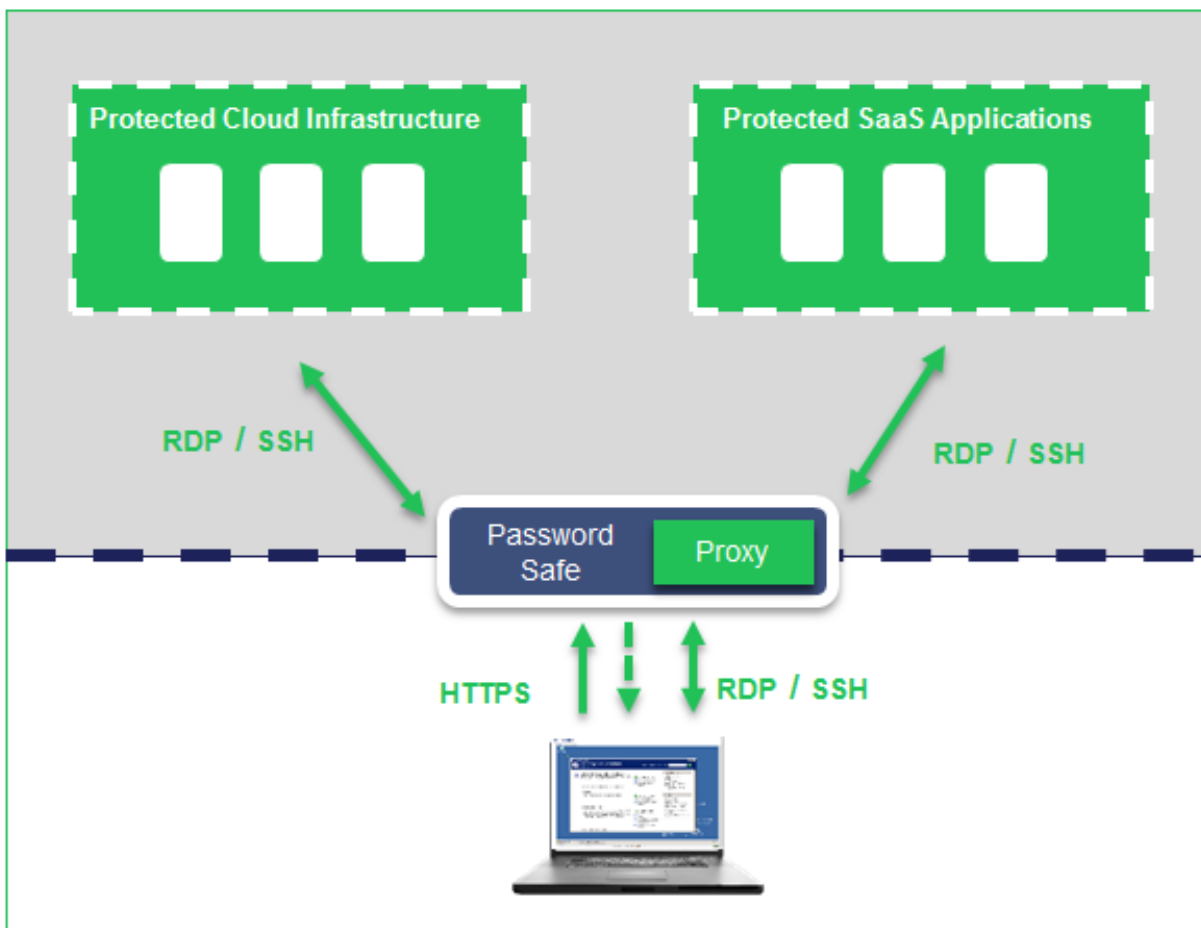 Protected Cloud Infrastructure
Protected SaaS Applications
RDP / SSH
RDP / SSH
Password
Safe
Proxy
HTTPS
RDP / SSH